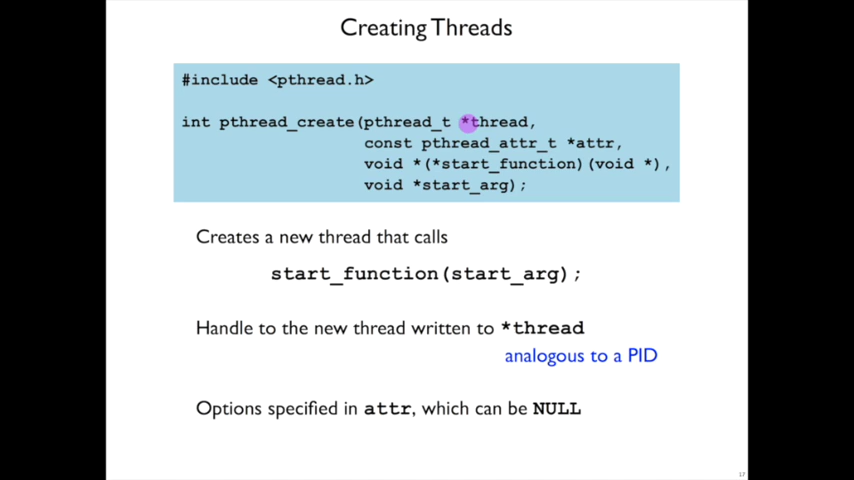 Creating Threads
#include <pthread.h>
int pthread_create(pthread_t *thread,
const pthread_attr_t *attr,
void *(*start_function)(void *),
void *start_arg);
Creates a new thread that calls
start_function(start_arg);
Handle to the new thread written to *thread
analogous to a PID
Options specified in attr, which can be NULL
17